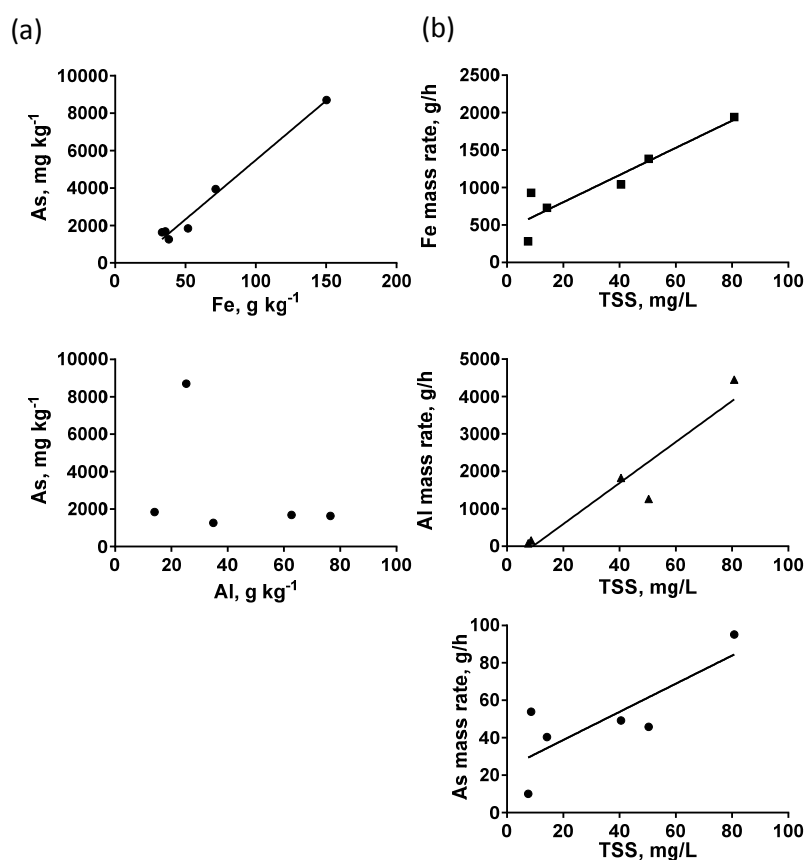 (a)
As, mg kg⁻¹
10000
8000
6000
4000
2000
0
0 50 100 150 200
Fe, g kg⁻¹
As, mg kg⁻¹
10000
8000
6000
4000
2000
0
0 20 40 60 80 100
Al, g kg⁻¹
(b)
Fe mass rate, g/h
2500
2000
1500
1000
500
0
0 20 40 60 80 100
TSS, mg/L
Al mass rate, g/h
5000
4000
3000
2000
1000
0
0 20 40 60 80 100
TSS, mg/L
As mass rate, g/h
100
80
60
40
20
0
0 20 40 60 80 100
TSS, mg/L